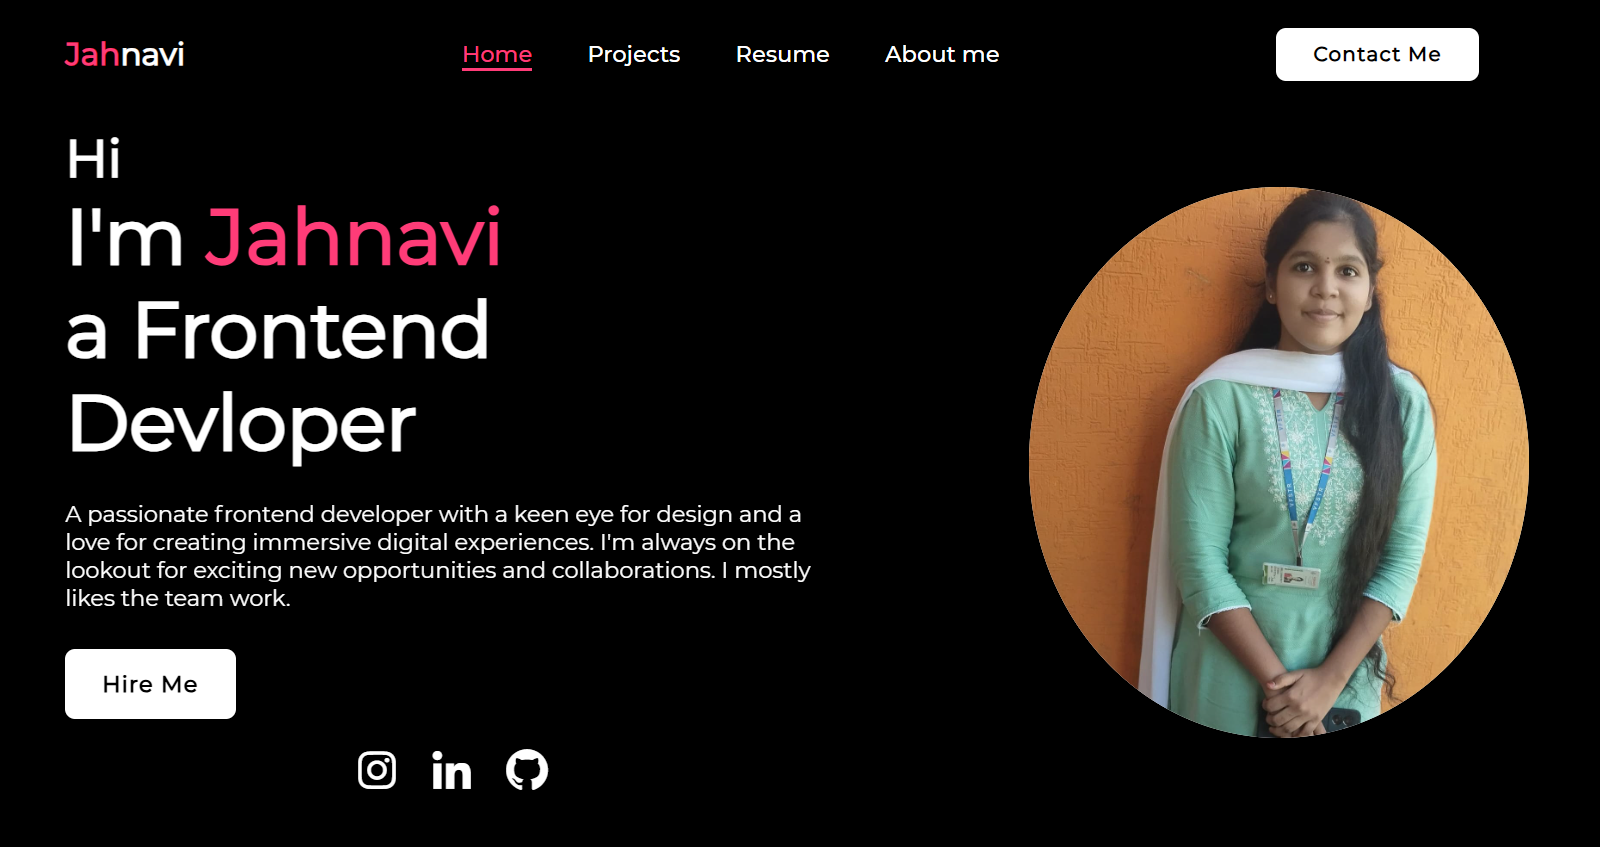 Jahnavi
Home Projects Resume About me
Contact Me
Hi
I'm Jahnavi
a Frontend
Devloper
A passionate frontend developer with a keen eye for design and a
love for creating immersive digital experiences. I'm always on the
lookout for exciting new opportunities and collaborations. I mostly
likes the team work.
Hire Me
in